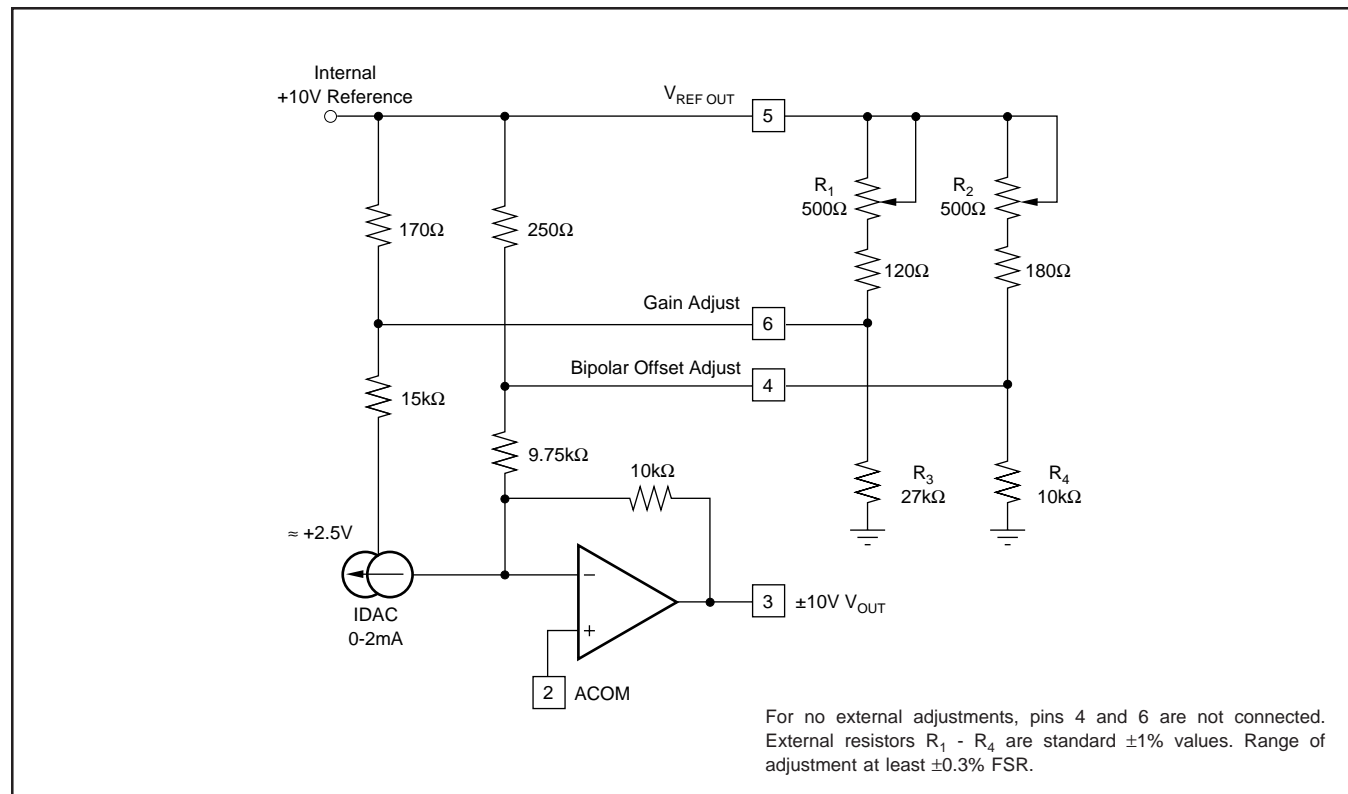 Internal
+10V Reference
V_REF OUT
5
R₁
500Ω
R₂
500Ω
170Ω
250Ω
120Ω
180Ω
Gain Adjust
6
Bipolar Offset Adjust
4
15kΩ
9.75kΩ
10kΩ
R₃
27kΩ
R₄
10kΩ
≈ +2.5V
−
+
IDAC
0-2mA
3
±10V V_OUT
2
ACOM
For no external adjustments, pins 4 and 6 are not connected.
External resistors R₁ - R₄ are standard ±1% values. Range of
adjustment at least ±0.3% FSR.